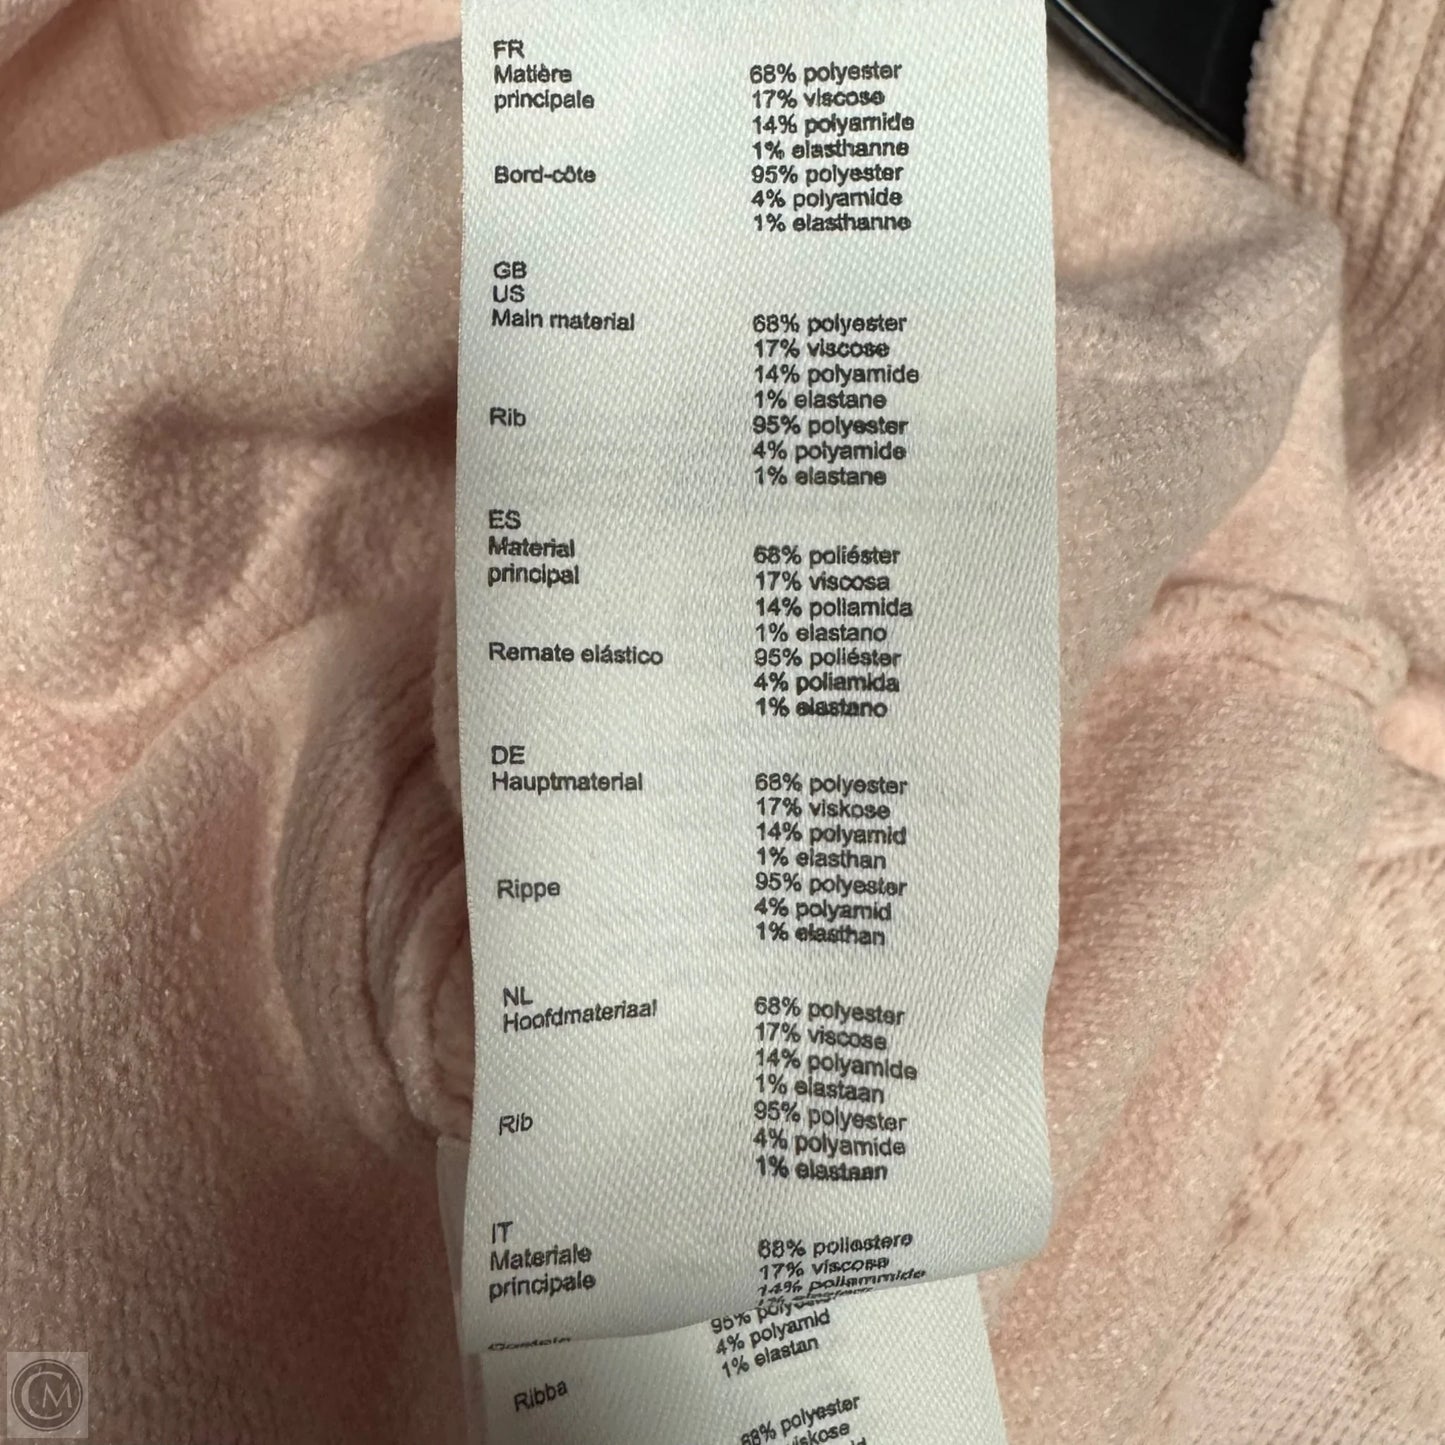 FR
Matière
principale
68% polyester
17% viscose
14% polyamide
1% elasthanne
Bord-côte
95% polyester
4% polyamide
1% elasthanne
GB
US
Main material
68% polyester
17% viscose
14% polyamide
1% elastane
Rib
95% polyester
4% polyamide
1% elastane
ES
Material
principal
68% poliéster
17% viscosa
14% poliamida
1% elastano
Remate elástico
95% poliéster
4% poliamida
1% elastano
DE
Hauptmaterial
68% polyester
17% viskose
14% polyamid
1% elasthan
Rippe
95% polyester
4% polyamid
1% elasthan
NL
Hoofdmateriaal
68% polyester
17% viscose
14% polyamide
1% elastaan
Rib
95% polyester
4% polyamide
1% elastaan
IT
Materiale
principale
68% poliestere
17% viscosa
14% poliammide
95%
4% polyamid
1% elastan
Ribba
68% polyester
CM